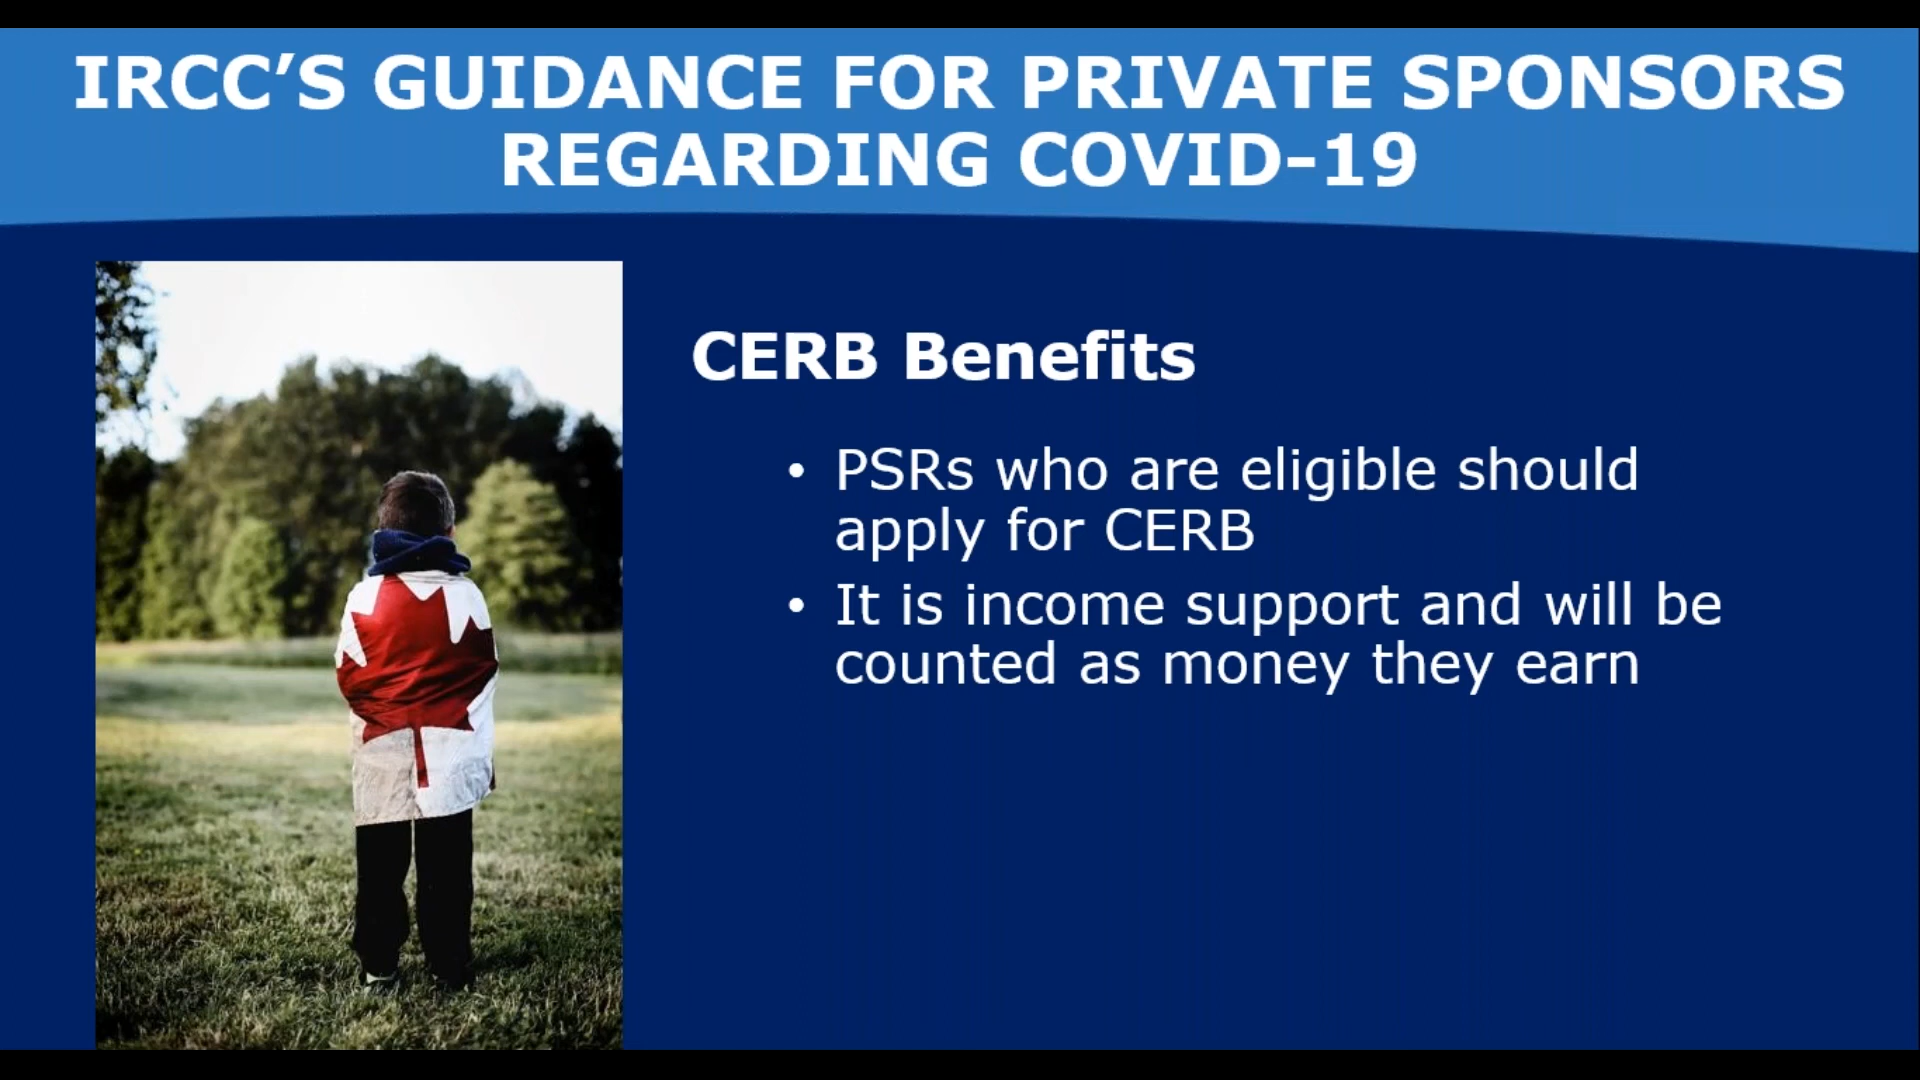 IRCC’S GUIDANCE FOR PRIVATE SPONSORS
REGARDING COVID-19
CERB Benefits
• PSRs who are eligible should
apply for CERB
• It is income support and will be
counted as money they earn